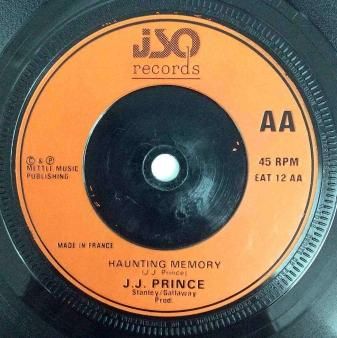 jSO
records
AA
© & ℗
METTLE MUSIC
PUBLISHING
45 RPM
EAT 12 AA
MADE IN FRANCE
HAUNTING MEMORY
(J.J. Prince)
J.J. PRINCE
Stanley/Gallaway
Prod.